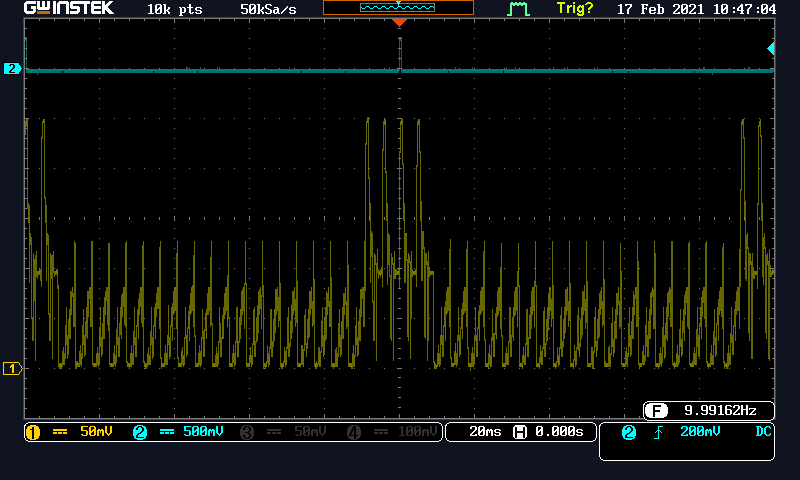 GWINSTEK 10k pts 50kSa/s Trig? 17 Feb 2021 10:47:04
2
1
F 9.99162Hz
1 50mV 2 500mV 3 50mV 4 100mV 20ms H 0.000s 2 200mV DC